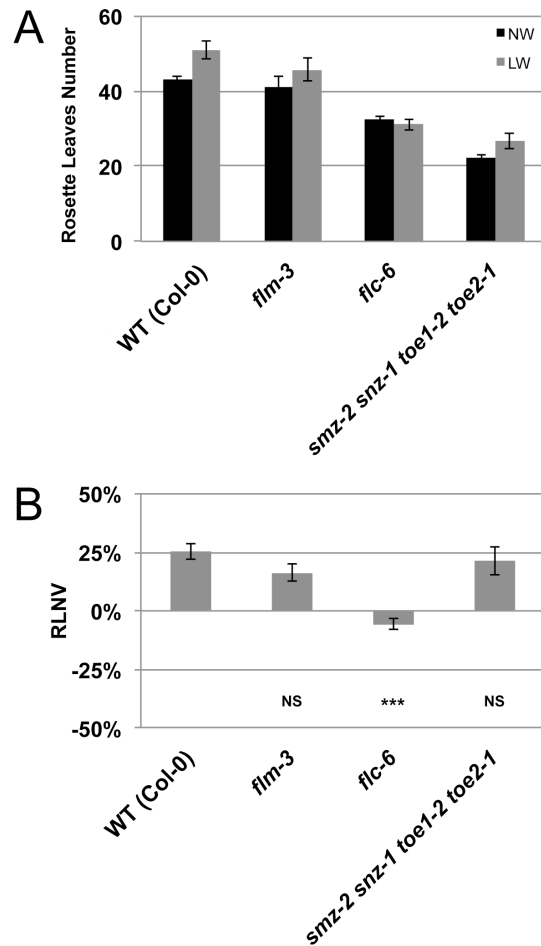 A
60
40
20
0
Rosette Leaves Number
NW
LW
WT (Col-0)
flm-3
flc-6
smz-2 snz-1 toe1-2 toe2-1
B
50%
25%
0%
-25%
-50%
RLNV
NS
***
NS
WT (Col-0)
flm-3
flc-6
smz-2 snz-1 toe1-2 toe2-1